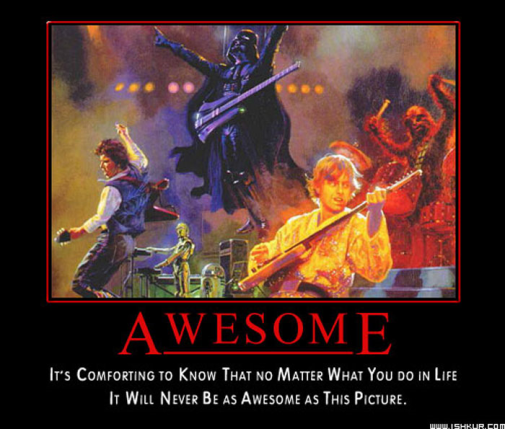 AWESOME
IT'S COMFORTING TO KNOW THAT NO MATTER WHAT YOU DO IN LIFE
IT WILL NEVER BE AS AWESOME AS THIS PICTURE.
WWW.ISHKUR.COM